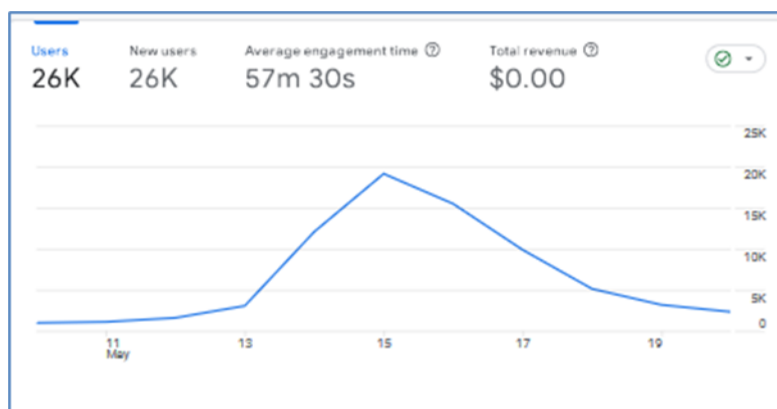 Users New users Average engagement time Total revenue
26K 26K 57m 30s $0.00
25K
20K
15K
10K
5K
0
11 13 15 17 19
May